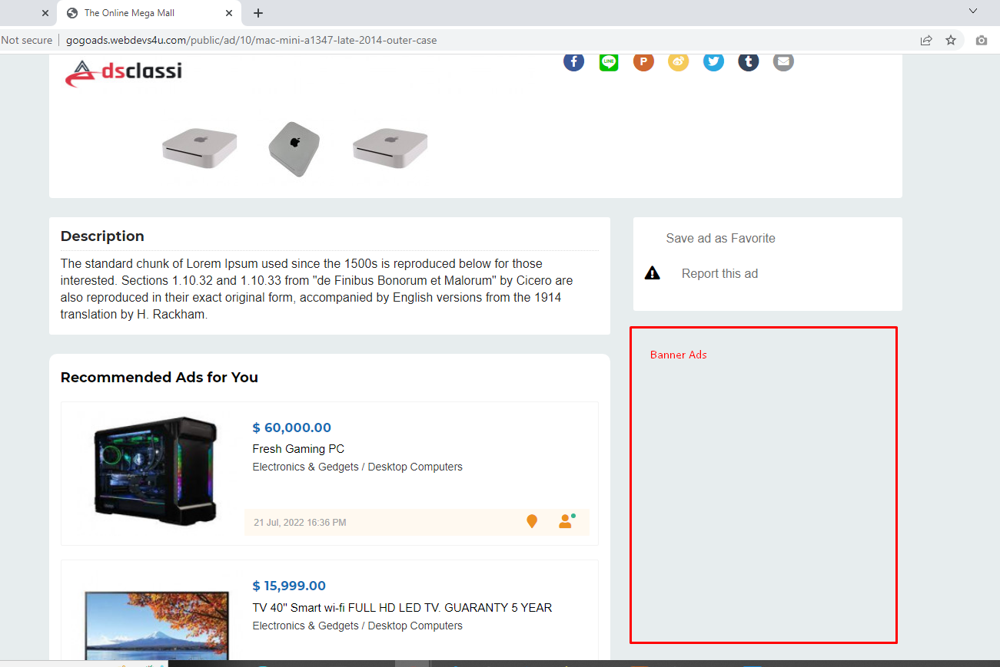 The Online Mega Mall
Not secure
gogoads.webdevs4u.com/public/ad/10/mac-mini-a1347-late-2014-outer-case
dsclassi
LINE
Description
The standard chunk of Lorem Ipsum used since the 1500s is reproduced below for those
interested. Sections 1.10.32 and 1.10.33 from "de Finibus Bonorum et Malorum" by Cicero are
also reproduced in their exact original form, accompanied by English versions from the 1914
translation by H. Rackham.
Save ad as Favorite
Report this ad
Banner Ads
Recommended Ads for You
$ 60,000.00
Fresh Gaming PC
Electronics & Gedgets / Desktop Computers
21 Jul, 2022 16:36 PM
$ 15,999.00
TV 40" Smart wi-fi FULL HD LED TV. GUARANTY 5 YEAR
Electronics & Gedgets / Desktop Computers